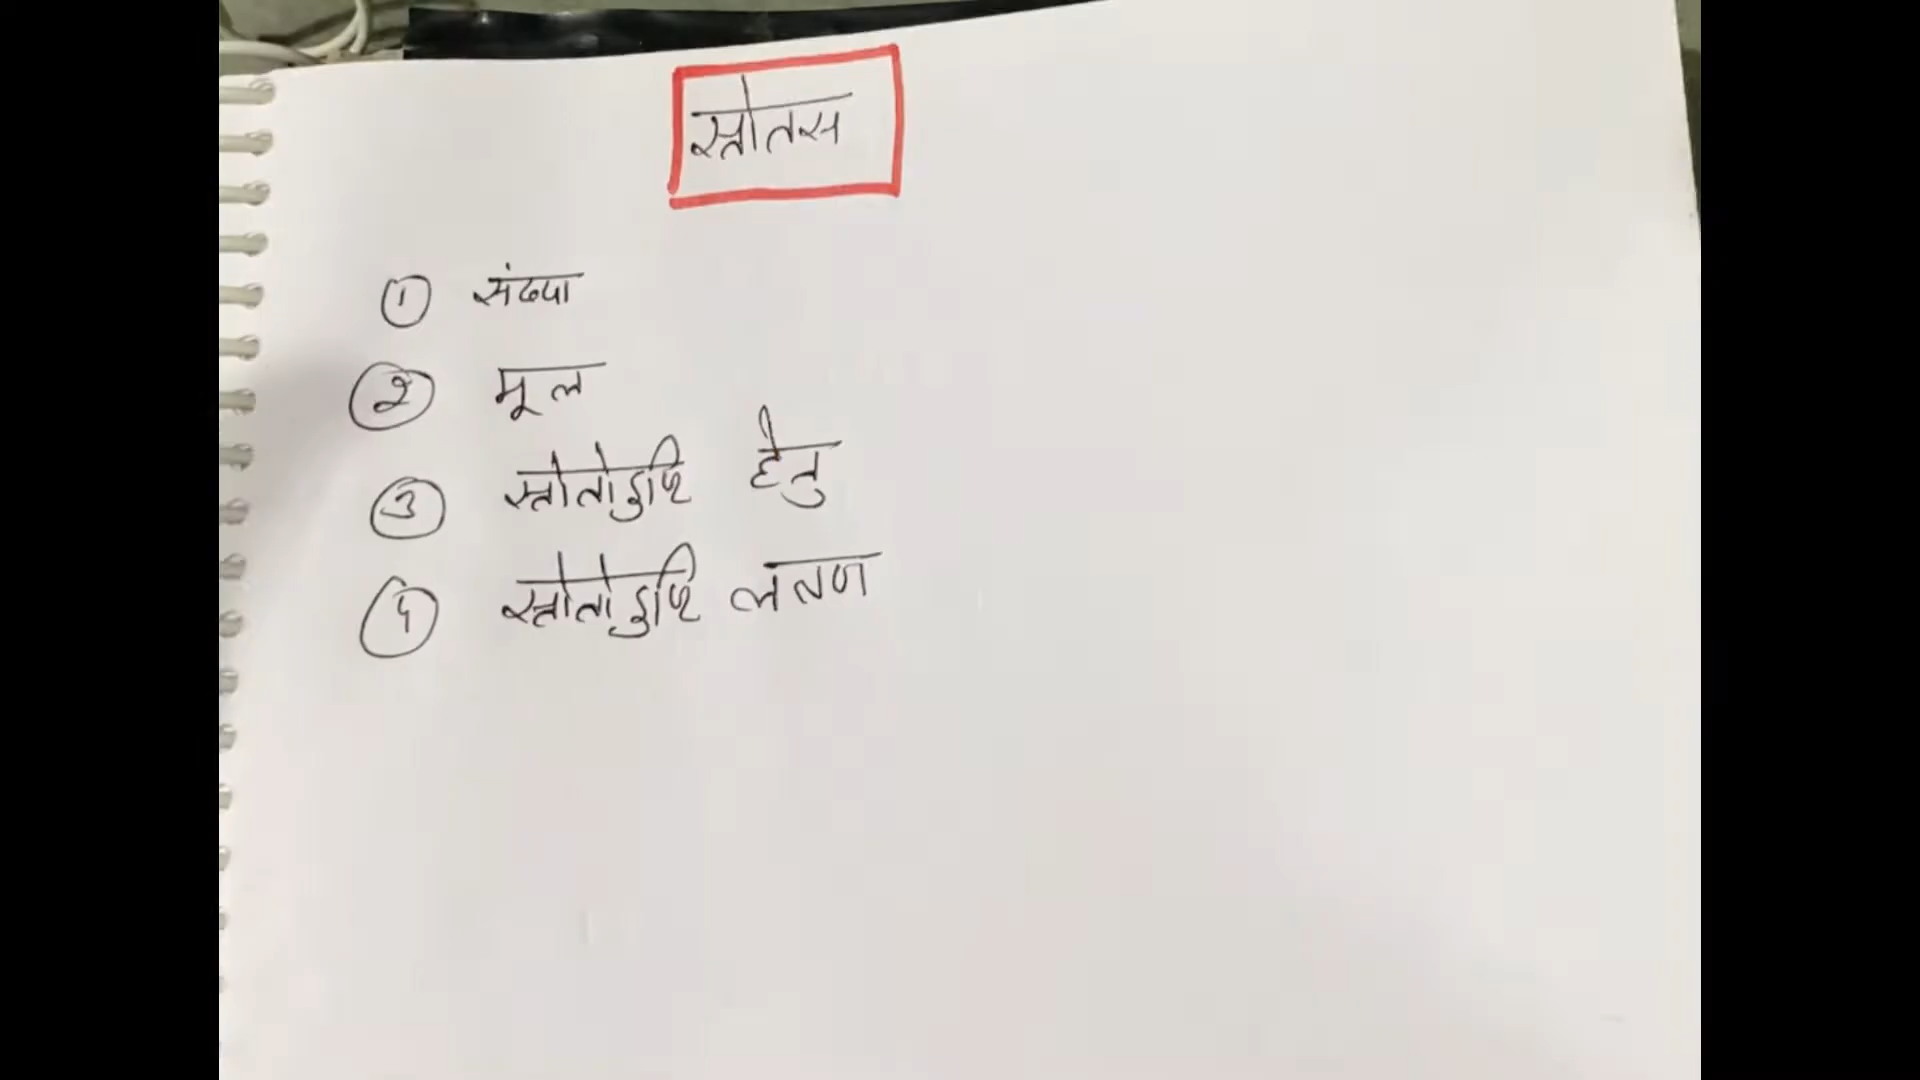 स्त्रोतस
① संख्या
② मूल
③ स्त्रोतोदुष्टि हेतु
④ स्त्रोतोदुष्टि लक्षण